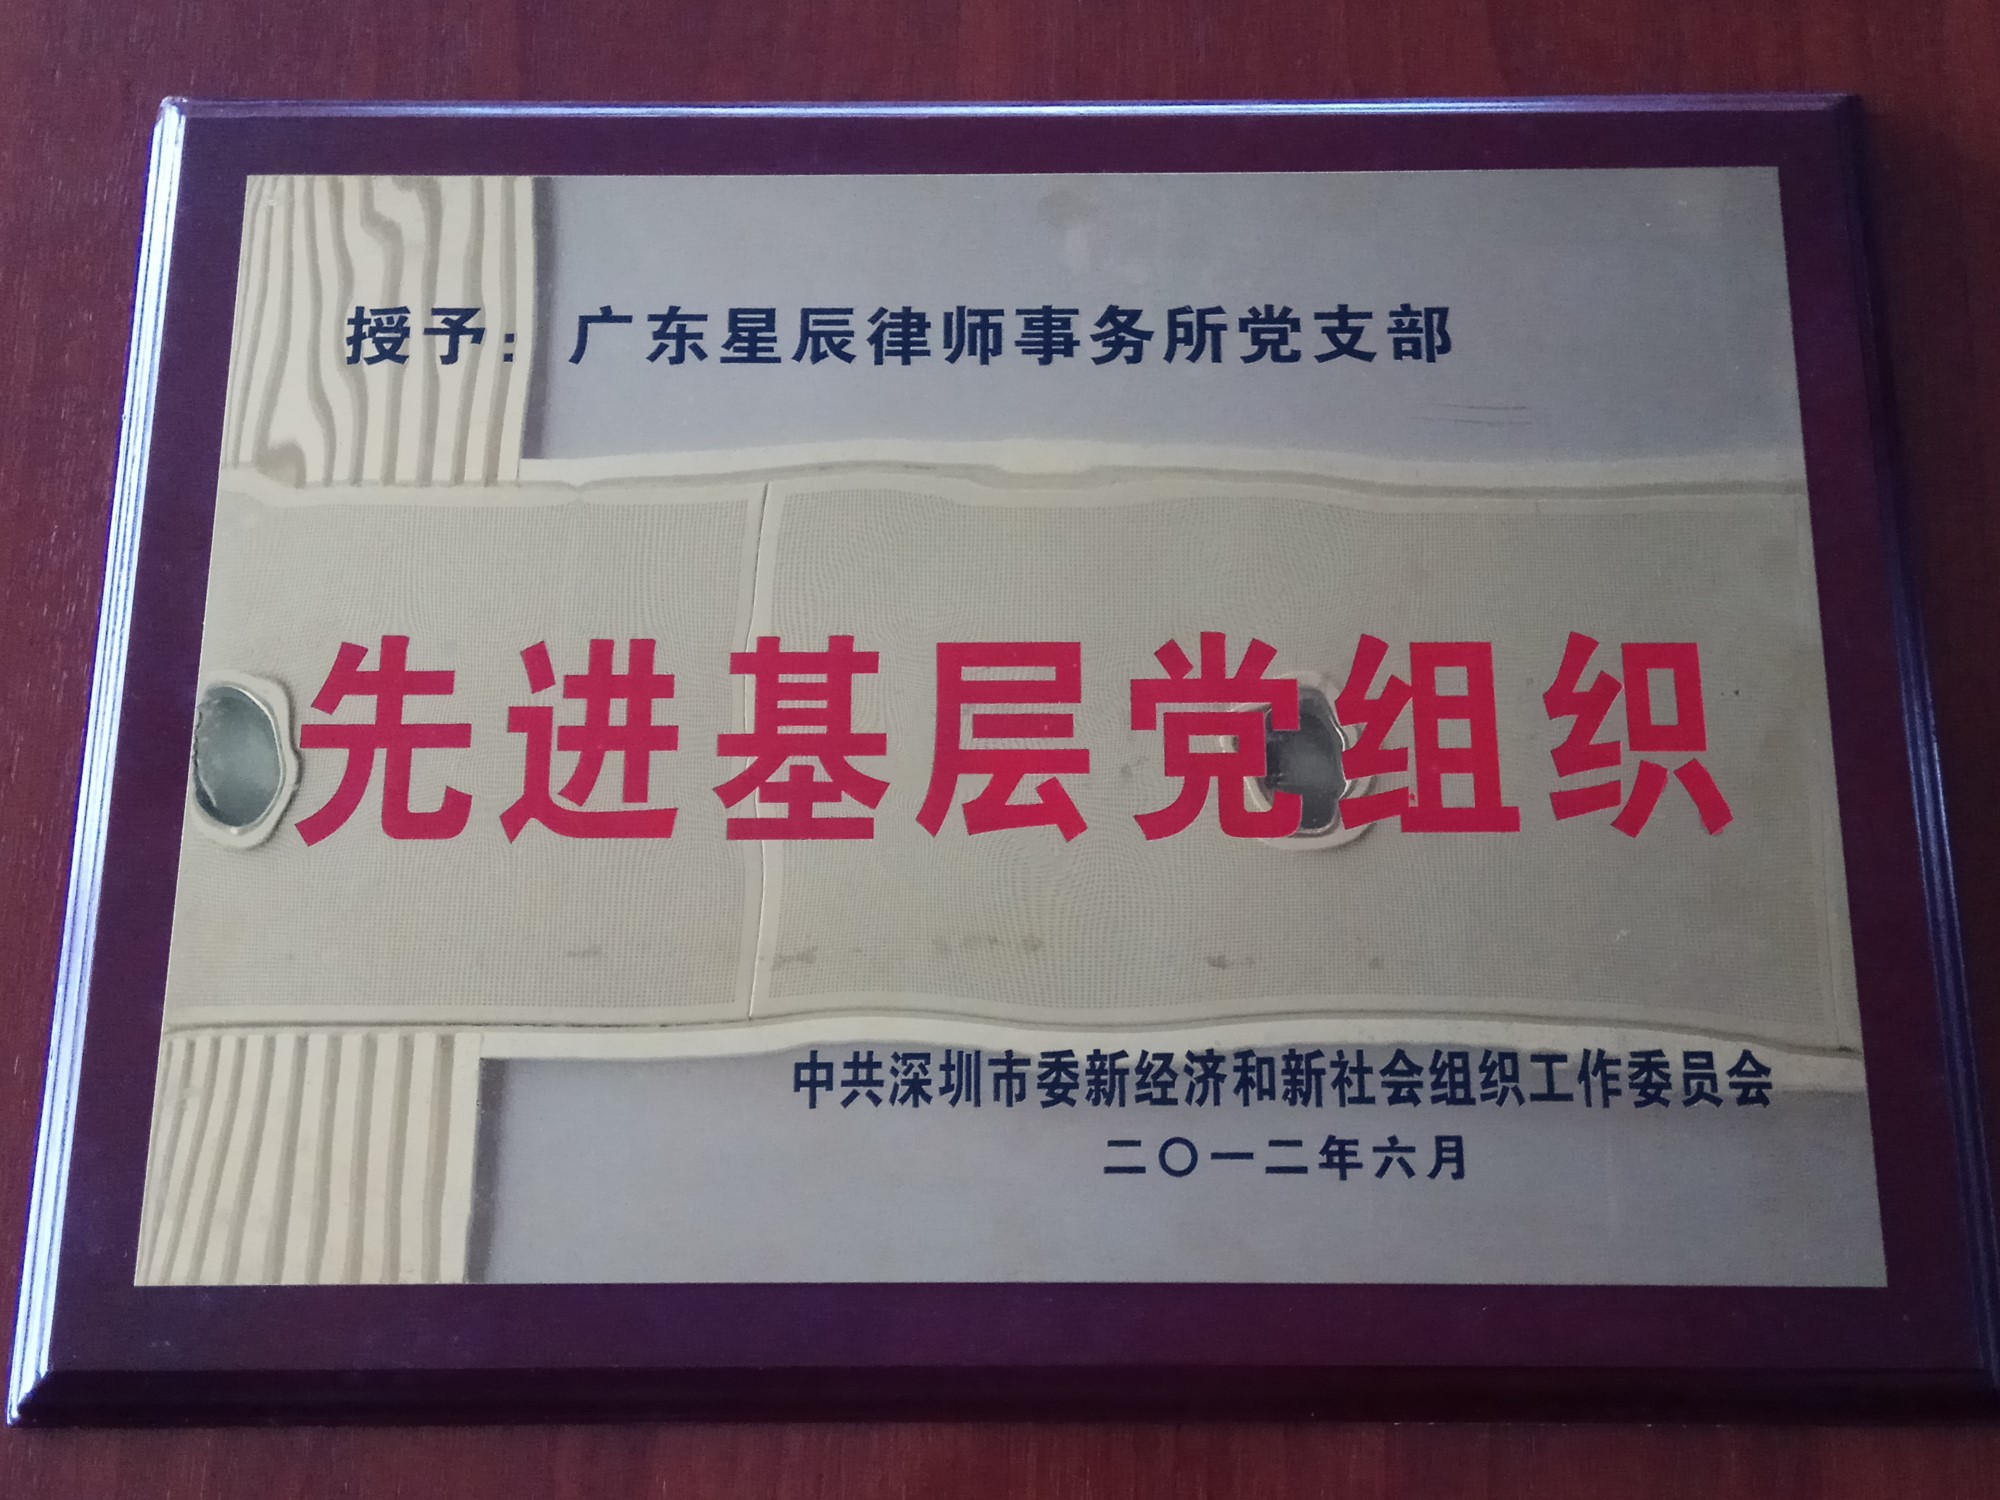 授予：广东星辰律师事务所党支部
先进基层党组织
中共深圳市委新经济和新社会组织工作委员会
二〇一二年六月